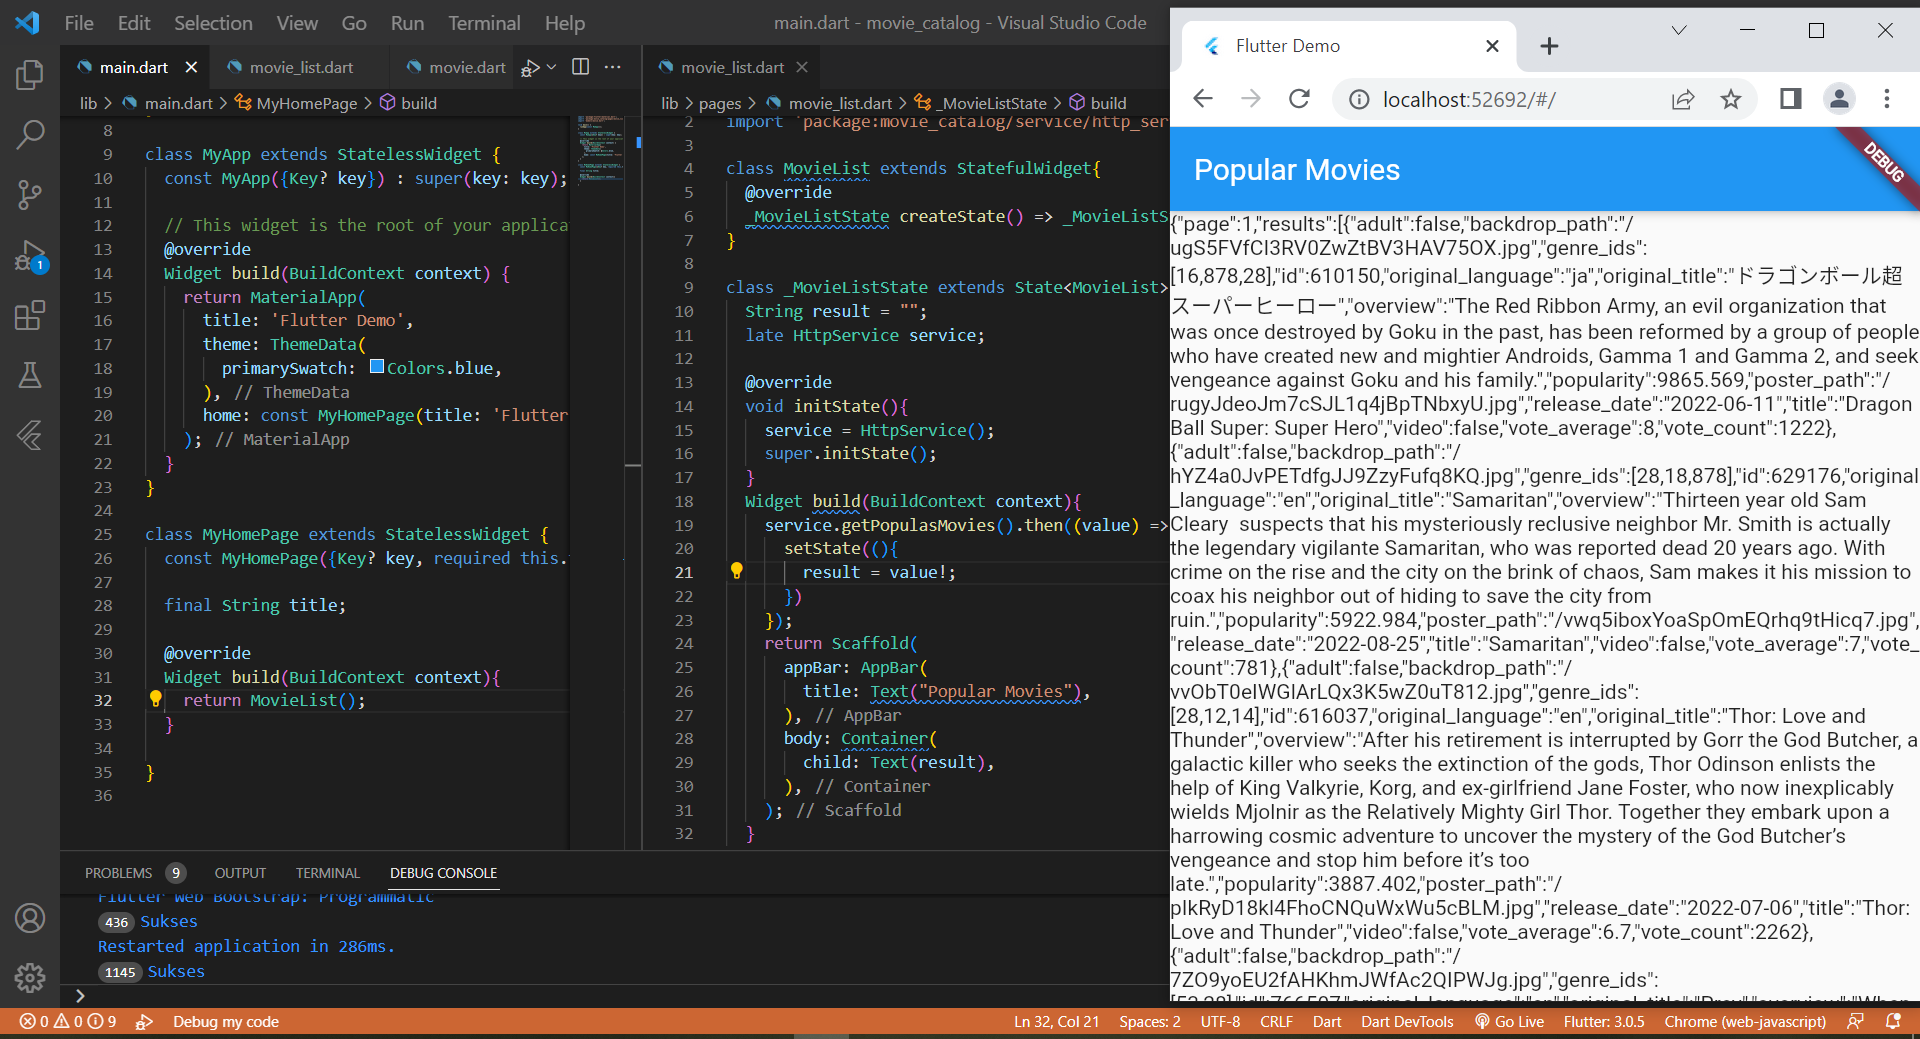 File Edit Selection View Go Run Terminal Help main.dart - movie_catalog - Visual Studio Code
main.dart movie_list.dart movie.dart
lib > main.dart > MyHomePage > build
8
9 class MyApp extends StatelessWidget {
10 const MyApp({Key? key}) : super(key: key);
11
12 // This widget is the root of your applica
13 @override
14 Widget build(BuildContext context) {
15 return MaterialApp(
16 title: 'Flutter Demo',
17 theme: ThemeData(
18 primarySwatch: Colors.blue,
19 ), // ThemeData
20 home: const MyHomePage(title: 'Flutter
21 ); // MaterialApp
22 }
23 }
24
25 class MyHomePage extends StatelessWidget {
26 const MyHomePage({Key? key, required this.
27
28 final String title;
29
30 @override
31 Widget build(BuildContext context){
32 return MovieList();
33 }
34
35 }
36
movie_list.dart
lib > pages > movie_list.dart > _MovieListState > build
2 import 'package:movie_catalog/service/http_ser
3
4 class MovieList extends StatefulWidget{
5 @override
6 _MovieListState createState() => _MovieListS
7 }
8
9 class _MovieListState extends State<MovieList>
10 String result = "";
11 late HttpService service;
12
13 @override
14 void initState(){
15 service = HttpService();
16 super.initState();
17 }
18 Widget build(BuildContext context){
19 service.getPopulasMovies().then((value) =>
20 setState((){
21 result = value!;
22 })
23 });
24 return Scaffold(
25 appBar: AppBar(
26 title: Text("Popular Movies"),
27 ), // AppBar
28 body: Container(
29 child: Text(result),
30 ), // Container
31 ); // Scaffold
32 }
PROBLEMS 9 OUTPUT TERMINAL DEBUG CONSOLE
Flutter Web Bootstrap: Programmatic
436 Sukses
Restarted application in 286ms.
1145 Sukses
>
0 0 9 Debug my code Ln 32, Col 21 Spaces: 2 UTF-8 CRLF Dart Dart DevTools Go Live Flutter: 3.0.5 Chrome (web-javascript)
1
Flutter Demo
localhost:52692/#/
Popular Movies
DEBUG
{"page":1,"results":[{"adult":false,"backdrop_path":"/
ugS5FVfCI3RV0ZwZtBV3HAV75OX.jpg","genre_ids":
[16,878,28],"id":610150,"original_language":"ja","original_title":"ドラゴンボール超
スーパーヒーロー","overview":"The Red Ribbon Army, an evil organization that
was once destroyed by Goku in the past, has been reformed by a group of people
who have created new and mightier Androids, Gamma 1 and Gamma 2, and seek
vengeance against Goku and his family.","popularity":9865.569,"poster_path":"/
rugyJdeoJm7cSJL1q4jBpTNbxyU.jpg","release_date":"2022-06-11","title":"Dragon
Ball Super: Super Hero","video":false,"vote_average":8,"vote_count":1222},
{"adult":false,"backdrop_path":"/
hYZ4a0JvPETdfgJJ9ZzyFufq8KQ.jpg","genre_ids":[28,18,878],"id":629176,"original
_language":"en","original_title":"Samaritan","overview":"Thirteen year old Sam
Cleary  suspects that his mysteriously reclusive neighbor Mr. Smith is actually
the legendary vigilante Samaritan, who was reported dead 20 years ago. With
crime on the rise and the city on the brink of chaos, Sam makes it his mission to
coax his neighbor out of hiding to save the city from
ruin.","popularity":5922.984,"poster_path":"/vwq5iboxYoaSpOmEQrhq9tHicq7.jpg",
"release_date":"2022-08-25","title":"Samaritan","video":false,"vote_average":7,"vote_
count":781},{"adult":false,"backdrop_path":"/
vvObT0eIWGlArLQx3K5wZ0uT812.jpg","genre_ids":
[28,12,14],"id":616037,"original_language":"en","original_title":"Thor: Love and
Thunder","overview":"After his retirement is interrupted by Gorr the God Butcher, a
galactic killer who seeks the extinction of the gods, Thor Odinson enlists the
help of King Valkyrie, Korg, and ex-girlfriend Jane Foster, who now inexplicably
wields Mjolnir as the Relatively Mighty Girl Thor. Together they embark upon a
harrowing cosmic adventure to uncover the mystery of the God Butcher’s
vengeance and stop him before it’s too
late.","popularity":3887.402,"poster_path":"/
pIkRyD18kl4FhoCNQuWxWu5cBLM.jpg","release_date":"2022-07-06","title":"Thor:
Love and Thunder","video":false,"vote_average":6.7,"vote_count":2262},
{"adult":false,"backdrop_path":"/
7ZO9yoEU2fAHKhmJWfAc2QIPWJg.jpg","genre_ids":
[53,28],"id":766507,"original_language":"en","original_title":"Prey","overview":"When